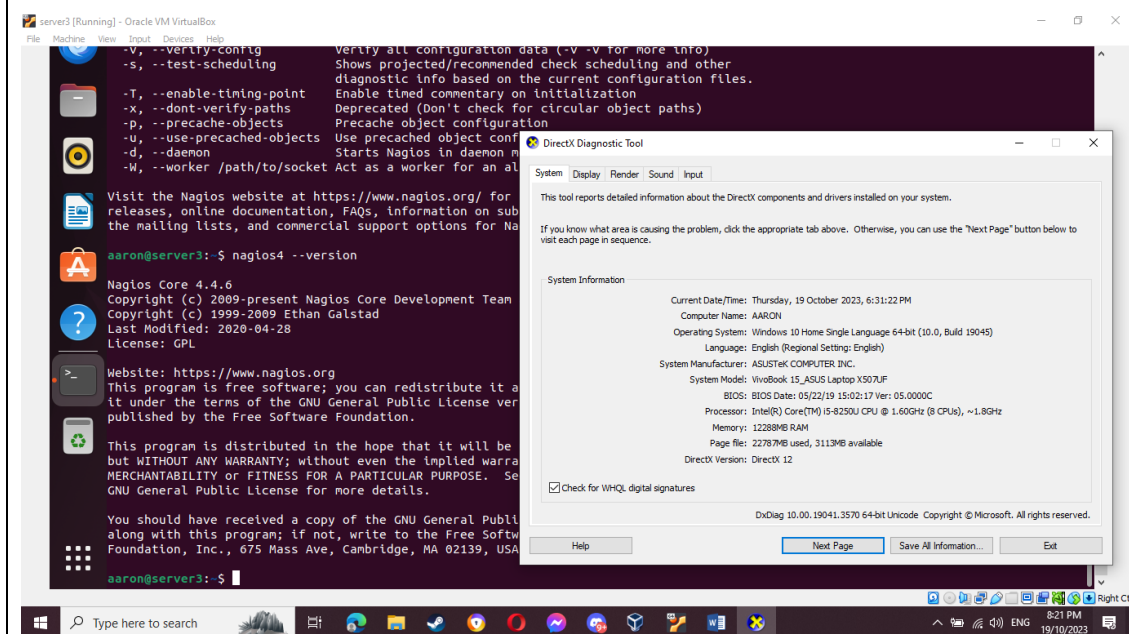 server3 [Running] - Oracle VM VirtualBox
File Machine View Input Devices Help
-v, --verify-config Verify all configuration data (-v -v for more info)
-s, --test-scheduling Shows projected/recommended check scheduling and other
diagnostic info based on the current configuration files.
-T, --enable-timing-point Enable timed commentary on initialization
-x, --dont-verify-paths Deprecated (Don't check for circular object paths)
-p, --precache-objects Precache object configuration
-u, --use-precached-objects Use precached object conf
-d, --daemon Starts Nagios in daemon m
-W, --worker /path/to/socket Act as a worker for an al
Visit the Nagios website at https://www.nagios.org/ for
releases, online documentation, FAQs, information on sub
the mailing lists, and commercial support options for Na
aaron@server3:~$ nagios4 --version
Nagios Core 4.4.6
Copyright (c) 2009-present Nagios Core Development Team
Copyright (c) 1999-2009 Ethan Galstad
Last Modified: 2020-04-28
License: GPL
Website: https://www.nagios.org
This program is free software; you can redistribute it a
it under the terms of the GNU General Public License ver
published by the Free Software Foundation.
This program is distributed in the hope that it will be
but WITHOUT ANY WARRANTY; without even the implied warra
MERCHANTABILITY or FITNESS FOR A PARTICULAR PURPOSE. Se
GNU General Public License for more details.
You should have received a copy of the GNU General Publi
along with this program; if not, write to the Free Softw
Foundation, Inc., 675 Mass Ave, Cambridge, MA 02139, USA
aaron@server3:~$
DirectX Diagnostic Tool
System Display Render Sound Input
This tool reports detailed information about the DirectX components and drivers installed on your system.
If you know what area is causing the problem, click the appropriate tab above. Otherwise, you can use the "Next Page" button below to
visit each page in sequence.
System Information
Current Date/Time: Thursday, 19 October 2023, 6:31:22 PM
Computer Name: AARON
Operating System: Windows 10 Home Single Language 64-bit (10.0, Build 19045)
Language: English (Regional Setting: English)
System Manufacturer: ASUSTeK COMPUTER INC.
System Model: VivoBook 15_ASUS Laptop X507UF
BIOS: BIOS Date: 05/22/19 15:02:17 Ver: 05.0000C
Processor: Intel(R) Core(TM) i5-8250U CPU @ 1.60GHz (8 CPUs), ~1.8GHz
Memory: 12288MB RAM
Page file: 22787MB used, 3113MB available
DirectX Version: DirectX 12
Check for WHQL digital signatures
DxDiag 10.00.19041.3570 64-bit Unicode Copyright © Microsoft. All rights reserved.
Help Next Page Save All Information... Exit
Right Ct
Type here to search
ENG
8:21 PM
19/10/2023